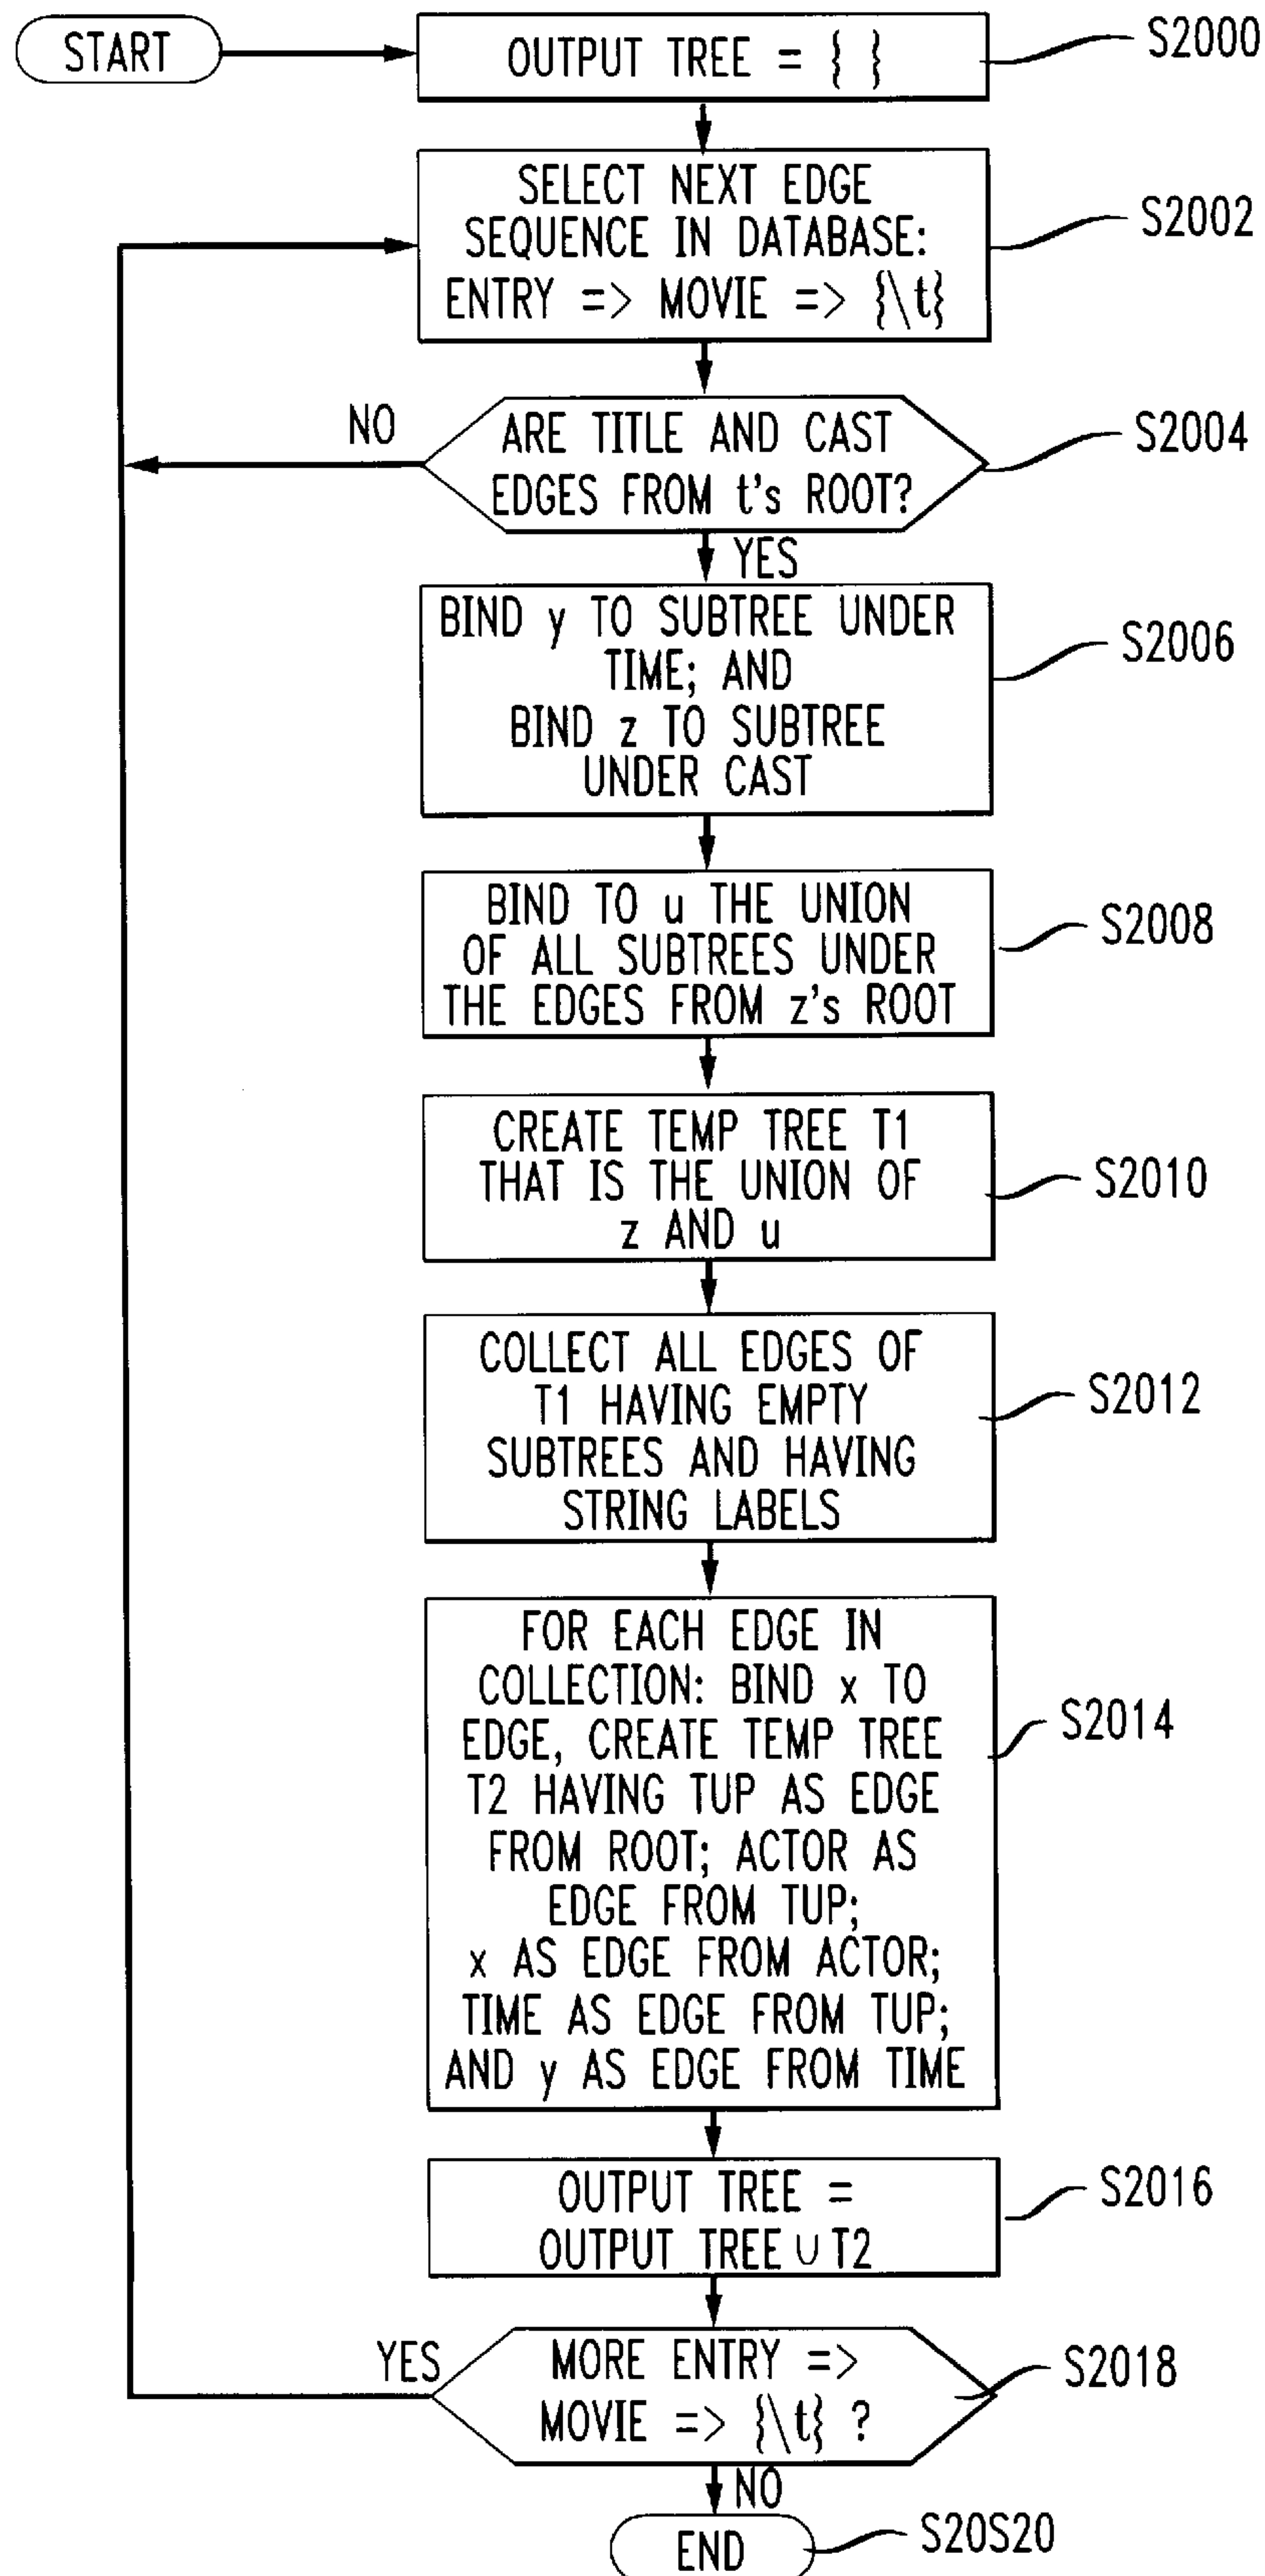 START
OUTPUT TREE = { }
S2000
SELECT NEXT EDGE
SEQUENCE IN DATABASE:
ENTRY => MOVIE => {\t}
S2002
NO
ARE TITLE AND CAST
EDGES FROM t's ROOT?
S2004
YES
BIND y TO SUBTREE UNDER
TIME; AND
BIND z TO SUBTREE
UNDER CAST
S2006
BIND TO u THE UNION
OF ALL SUBTREES UNDER
THE EDGES FROM z's ROOT
S2008
CREATE TEMP TREE T1
THAT IS THE UNION OF
z AND u
S2010
COLLECT ALL EDGES OF
T1 HAVING EMPTY
SUBTREES AND HAVING
STRING LABELS
S2012
FOR EACH EDGE IN
COLLECTION: BIND x TO
EDGE, CREATE TEMP TREE
T2 HAVING TUP AS EDGE
FROM ROOT; ACTOR AS
EDGE FROM TUP;
x AS EDGE FROM ACTOR;
TIME AS EDGE FROM TUP;
AND y AS EDGE FROM TIME
S2014
OUTPUT TREE =
OUTPUT TREE ∪ T2
S2016
YES
MORE ENTRY =>
MOVIE => {\t} ?
S2018
NO
END
S20S20